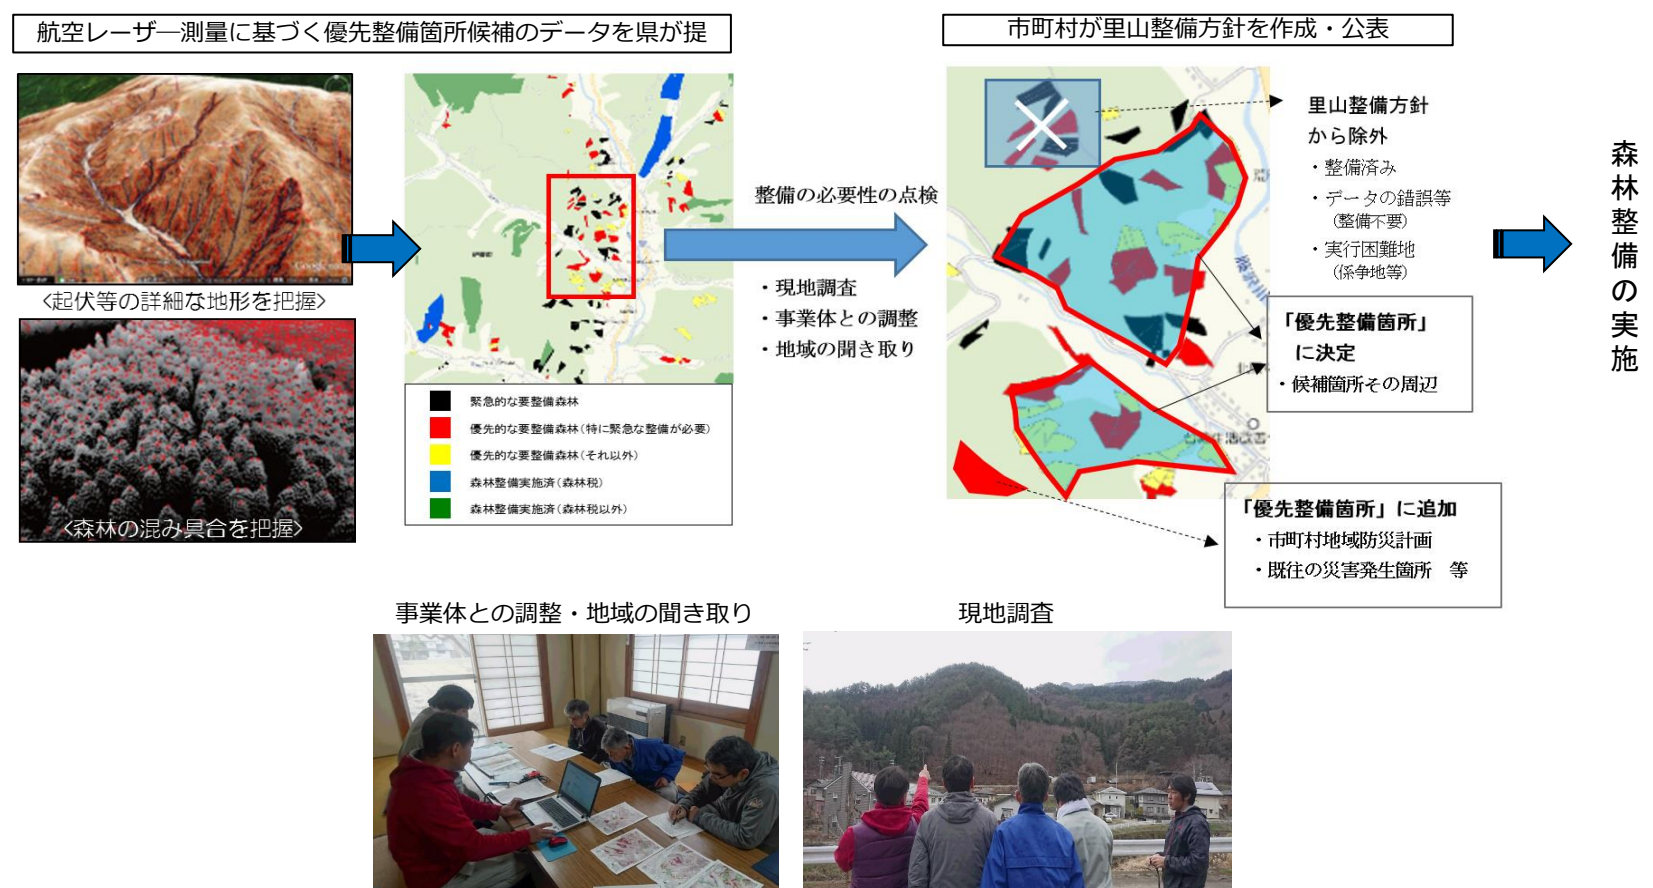 航空レーザ―測量に基づく優先整備箇所候補のデータを県が提
<起伏等の詳細な地形を把握>
<森林の混み具合を把握>
緊急的な要整備森林
優先的な要整備森林(特に緊急な整備が必要)
優先的な要整備森林(それ以外)
森林整備実施済(森林税)
森林整備実施済(森林税以外)
整備の必要性の点検
・現地調査
・事業体との調整
・地域の聞き取り
市町村が里山整備方針を作成・公表
里山整備方針
から除外
・整備済み
・データの錯誤等
(整備不要)
・実行困難地
(係争地等)
「優先整備箇所」
に決定
・候補箇所その周辺
「優先整備箇所」に追加
・市町村地域防災計画
・既往の災害発生箇所　等
森林整備の実施
事業体との調整・地域の聞き取り
現地調査